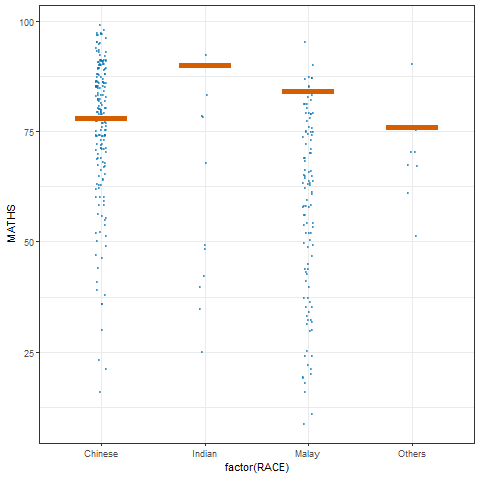 100
75
50
25
MATHS
Chinese
Indian
Malay
Others
factor(RACE)